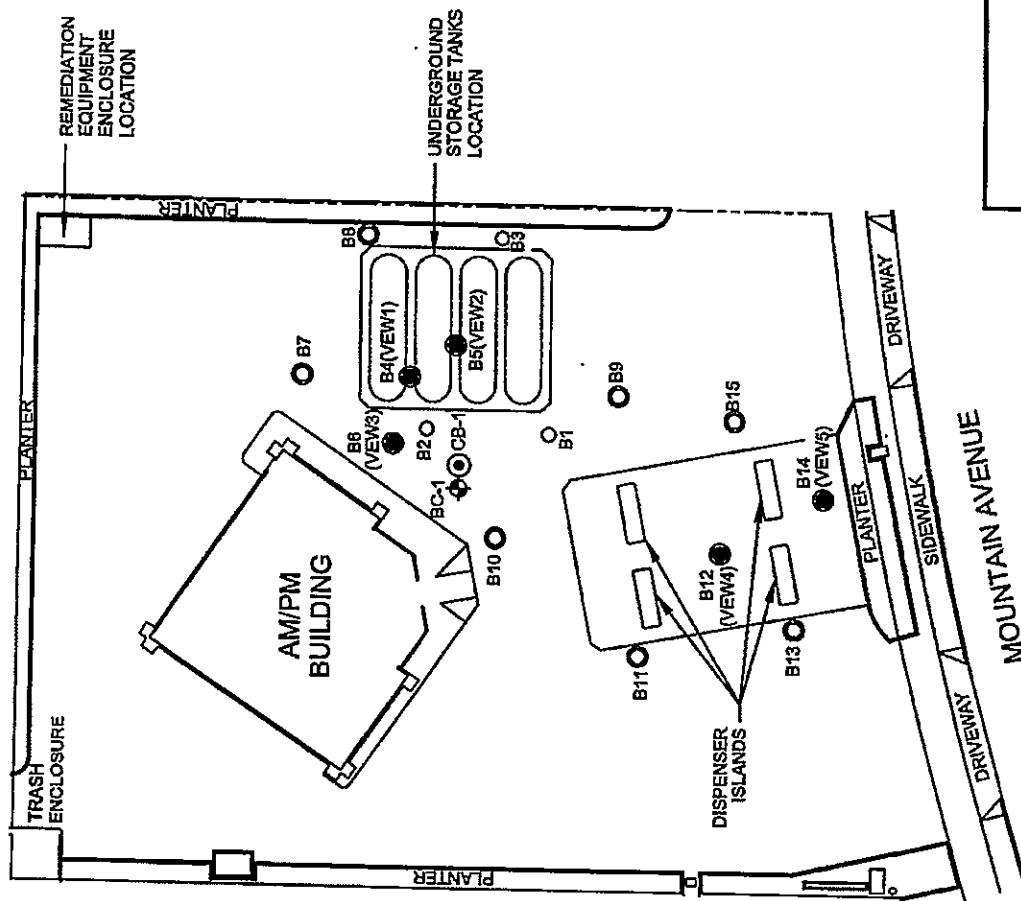 REMEDIATION
EQUIPMENT
ENCLOSURE
LOCATION
UNDERGROUND
STORAGE TANKS
LOCATION
PLANTER
PLANTER
TRASH
ENCLOSURE
AM/PM
BUILDING
B8
B3
B7
B4(VEW1)
B5(VEW2)
B6
(VEW3)
B2
CB-1
BC-1
B1
B10
B9
B15
B14
(VEW5)
B12
(VEW4)
B11
B13
DISPENSER
ISLANDS
PLANTER
PLANTER
SIDEWALK
DRIVEWAY
DRIVEWAY
MOUNTAIN AVENUE